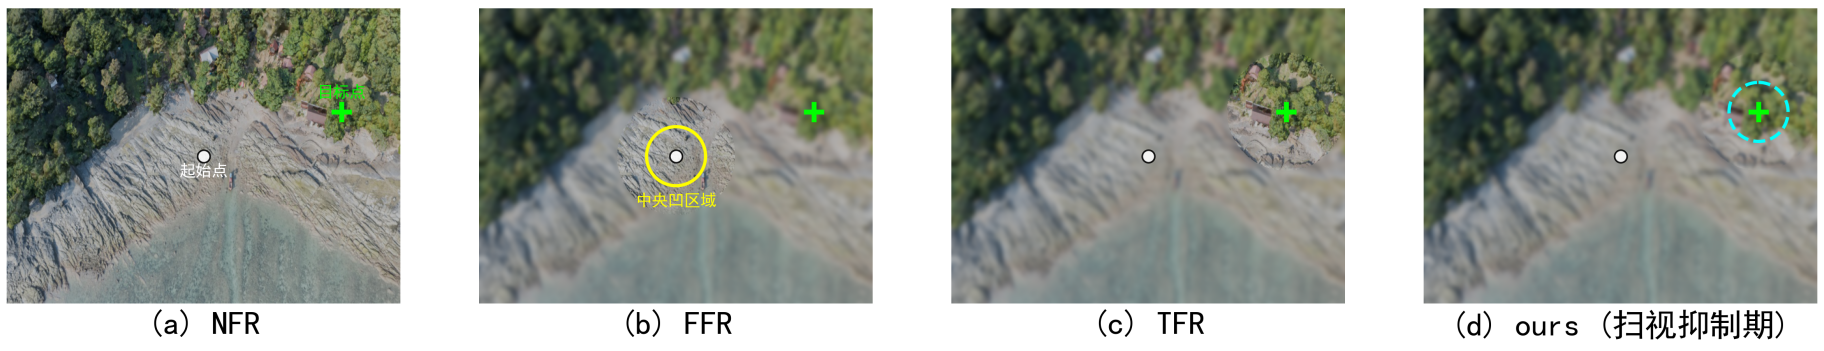 目标点
起始点
中央凹区域
(a) NFR
(b) FFR
(c) TFR
(d) ours (扫视抑制期)